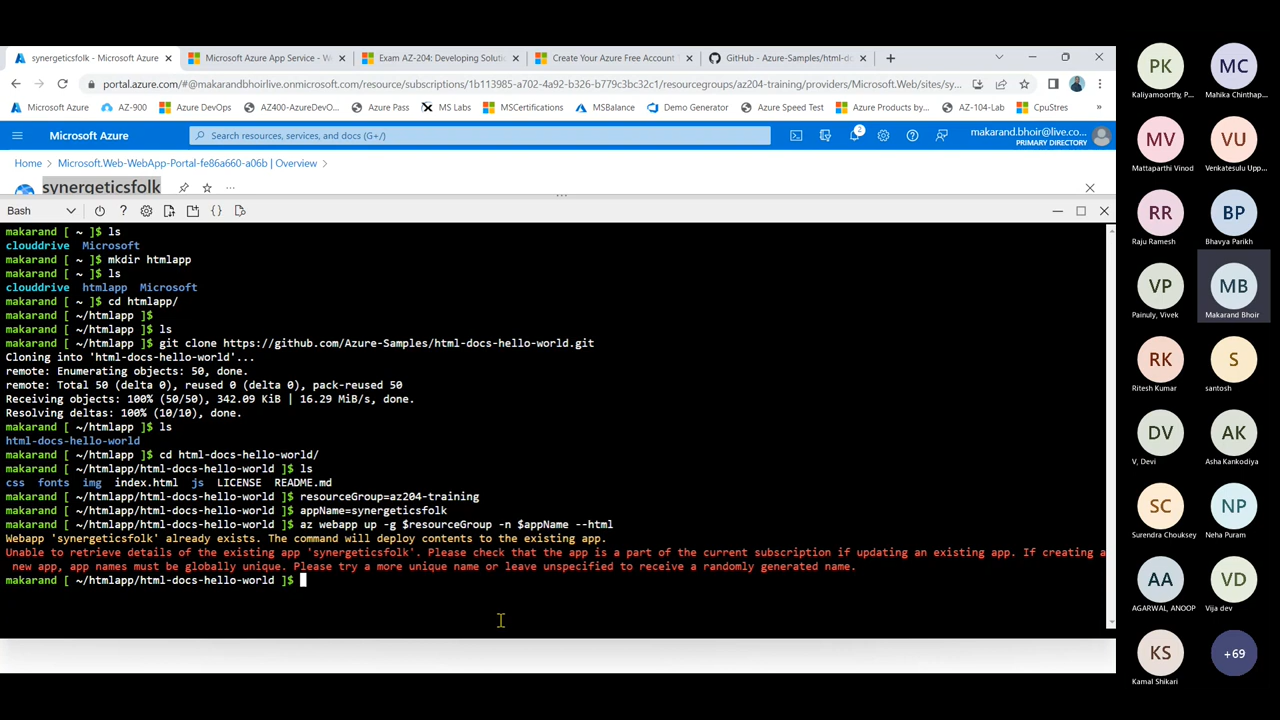 synergeticsfolk - Microsoft Azure
Microsoft Azure App Service - W
Exam AZ-204: Developing Soluti
Create Your Azure Free Account
GitHub - Azure-Samples/html-d
portal.azure.com/#@makarandbhoirlive.onmicrosoft.com/resource/subscriptions/1b113985-a702-4a92-b326-b779c3bc32c1/resourcegroups/az204-training/providers/Microsoft.Web/sites/sy...
Microsoft Azure
AZ-900
Azure DevOps
AZ400-AzureDevO...
Azure Pass
MS Labs
MSCertifications
MSBalance
Demo Generator
Azure Speed Test
Azure Products by...
AZ-104-Lab
CpuStres
»
Microsoft Azure
Search resources, services, and docs (G+/)
2
makarand.bhoir@live.co...
PRIMARY DIRECTORY
Home > Microsoft.Web-WebApp-Portal-fe86a660-a06b | Overview >
synergeticsfolk
Bash
makarand [ ~ ]$ ls
clouddrive Microsoft
makarand [ ~ ]$ mkdir htmlapp
makarand [ ~ ]$ ls
clouddrive htmlapp Microsoft
makarand [ ~ ]$ cd htmlapp/
makarand [ ~/htmlapp ]$
makarand [ ~/htmlapp ]$ ls
makarand [ ~/htmlapp ]$ git clone https://github.com/Azure-Samples/html-docs-hello-world.git
Cloning into 'html-docs-hello-world'...
remote: Enumerating objects: 50, done.
remote: Total 50 (delta 0), reused 0 (delta 0), pack-reused 50
Receiving objects: 100% (50/50), 342.09 KiB | 16.29 MiB/s, done.
Resolving deltas: 100% (10/10), done.
makarand [ ~/htmlapp ]$ ls
html-docs-hello-world
makarand [ ~/htmlapp ]$ cd html-docs-hello-world/
makarand [ ~/htmlapp/html-docs-hello-world ]$ ls
css fonts img index.html js LICENSE README.md
makarand [ ~/htmlapp/html-docs-hello-world ]$ resourceGroup=az204-training
makarand [ ~/htmlapp/html-docs-hello-world ]$ appName=synergeticsfolk
makarand [ ~/htmlapp/html-docs-hello-world ]$ az webapp up -g $resourceGroup -n $appName --html
Webapp 'synergeticsfolk' already exists. The command will deploy contents to the existing app.
Unable to retrieve details of the existing app 'synergeticsfolk'. Please check that the app is a part of the current subscription if updating an existing app. If creating a
new app, app names must be globally unique. Please try a more unique name or leave unspecified to receive a randomly generated name.
makarand [ ~/htmlapp/html-docs-hello-world ]$
PK
Kaliyamoorthy, P...
MC
Mahika Chinthap...
MV
Mattaparthi Vinod
VU
Venkatesulu Upp...
RR
Raju Ramesh
BP
Bhavya Parikh
VP
Painuly, Vivek
MB
Makarand Bhoir
RK
Ritesh Kumar
S
santosh
DV
V, Devi
AK
Asha Kankodiya
SC
Surendra Chouksey
NP
Neha Puram
AA
AGARWAL, ANOOP
VD
Vija dev
KS
Kamal Shikari
+69